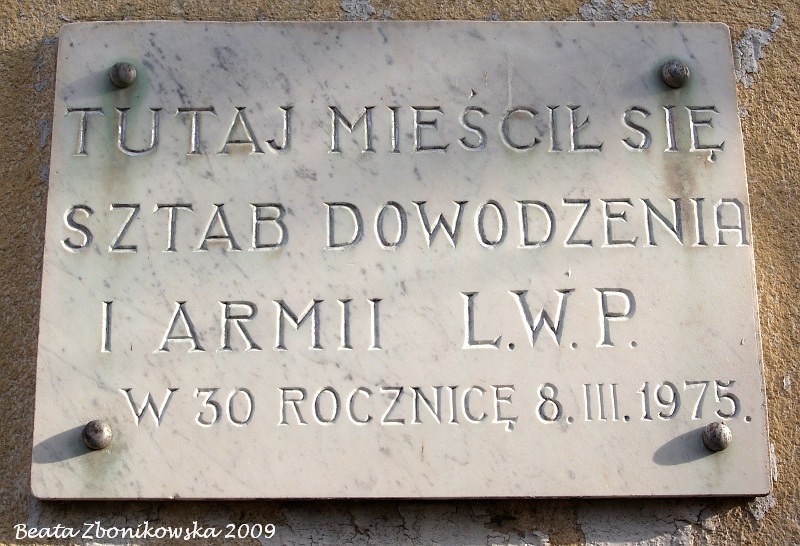 TUTAJ MIEŚCIŁ SIĘ
SZTAB DOWODZENIA
I ARMII L.W.P.
W 30 ROCZNICĘ 8.III.1975.
Beata Zbonikowska 2009